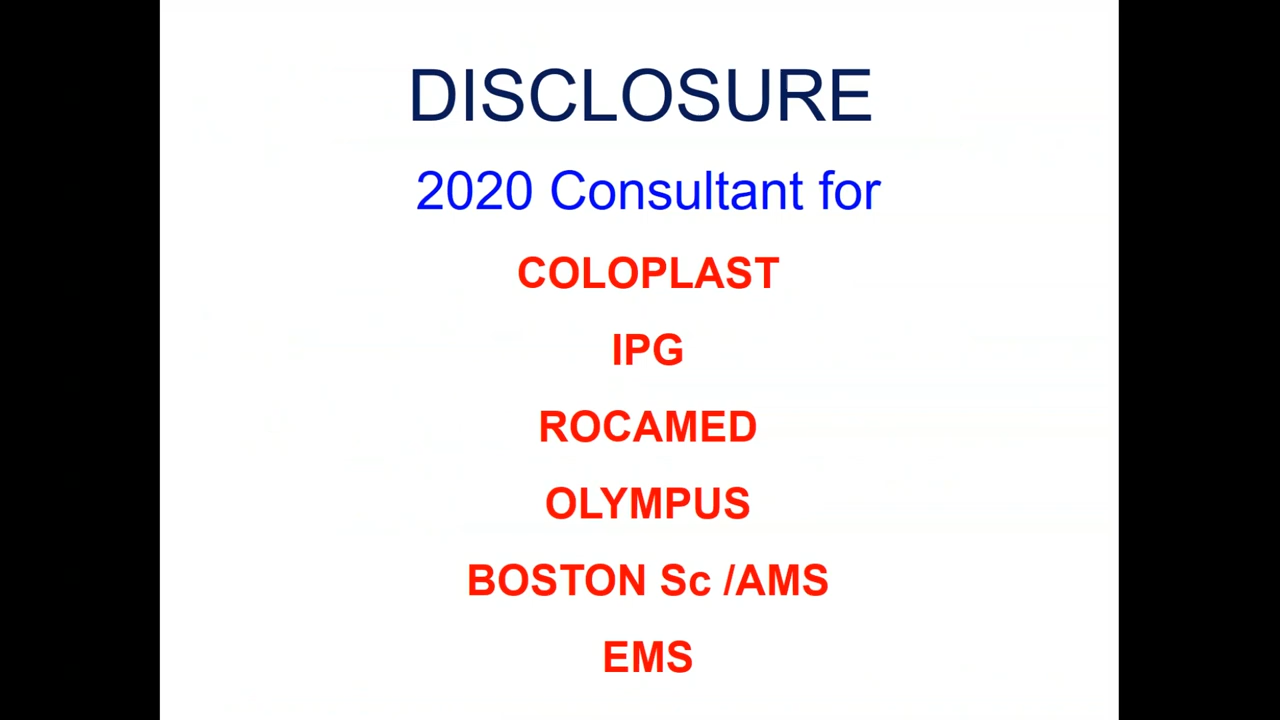 DISCLOSURE
2020 Consultant for
COLOPLAST
IPG
ROCAMED
OLYMPUS
BOSTON Sc /AMS
EMS